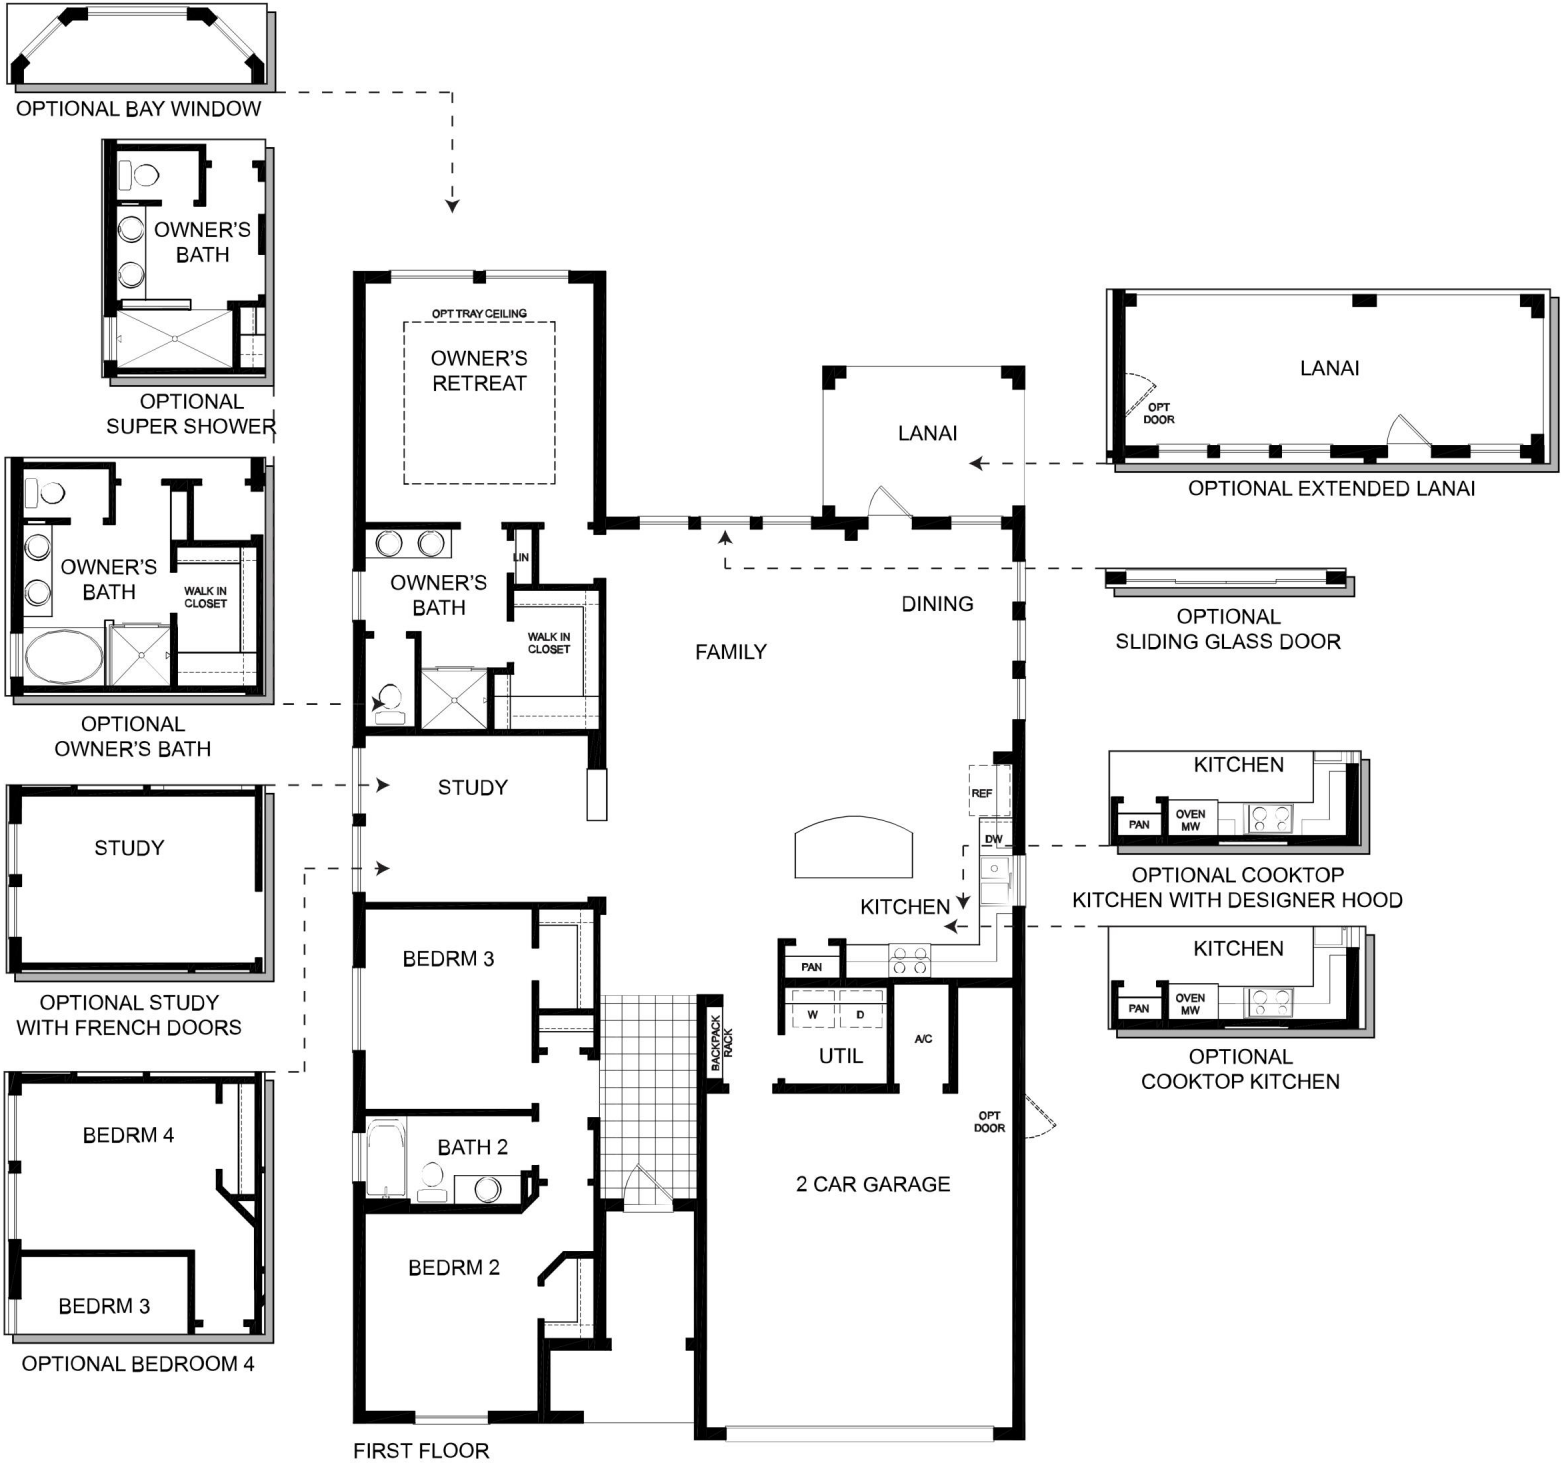 OPTIONAL BAY WINDOW
OWNER'S
BATH
OPTIONAL
SUPER SHOWER
OWNER'S
BATH
WALK IN
CLOSET
OPTIONAL
OWNER'S BATH
STUDY
OPTIONAL STUDY
WITH FRENCH DOORS
BEDRM 4
BEDRM 3
OPTIONAL BEDROOM 4
OPT TRAY CEILING
OWNER'S
RETREAT
LANAI
LIN
OWNER'S
BATH
WALK IN
CLOSET
DINING
FAMILY
STUDY
REF
DW
KITCHEN
PAN
BEDRM 3
W
D
UTIL
A/C
BACKPACK
RACK
OPT
DOOR
BATH 2
2 CAR GARAGE
BEDRM 2
FIRST FLOOR
LANAI
OPT
DOOR
OPTIONAL EXTENDED LANAI
OPTIONAL
SLIDING GLASS DOOR
KITCHEN
PAN
OVEN
MW
OPTIONAL COOKTOP
KITCHEN WITH DESIGNER HOOD
KITCHEN
PAN
OVEN
MW
OPTIONAL
COOKTOP KITCHEN